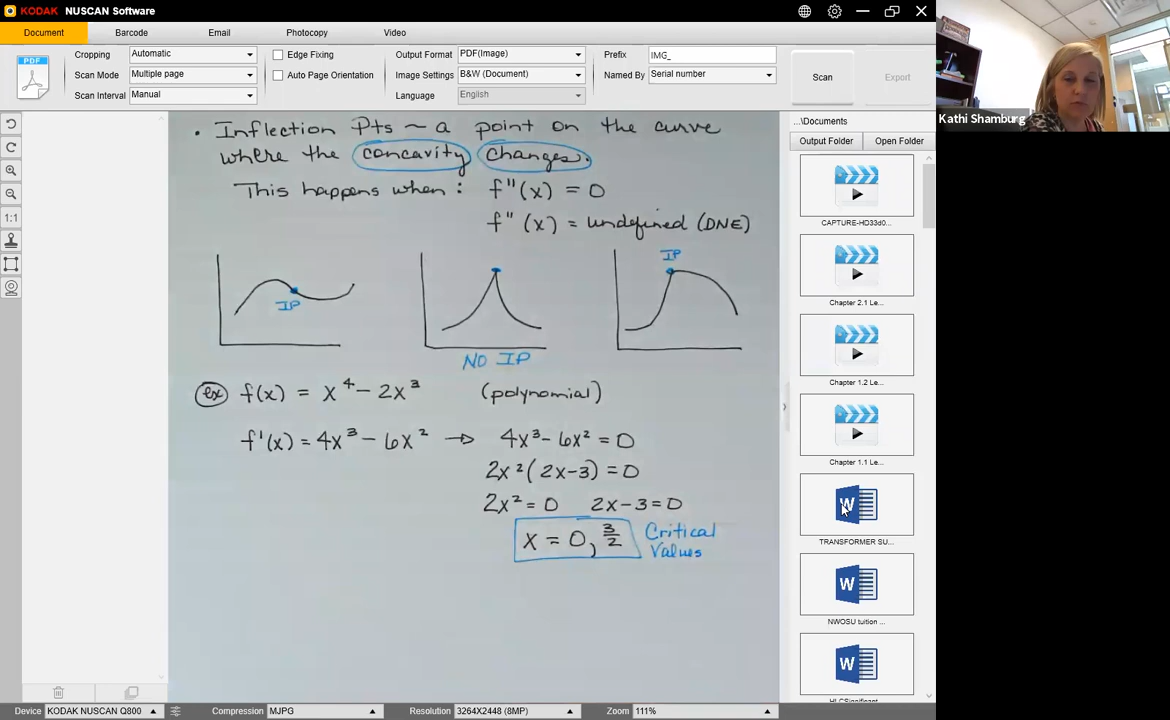 KODAK NUSCAN Software
Document Barcode Email Photocopy Video
PDF
Cropping Automatic
Scan Mode Multiple page
Scan Interval Manual
Edge Fixing
Auto Page Orientation
Output Format PDF(Image)
Image Settings B&W (Document)
Language English
Prefix IMG_
Named By Serial number
Scan
Export
1:1
• Inflection Pts ~ a point on the curve
where the concavity changes.
This happens when: f''(x) = 0
f''(x) = undefined (DNE)
IP
IP
NO IP
ex f(x) = x⁴ - 2x³ (polynomial)
f'(x) = 4x³ - 6x² → 4x³ - 6x² = 0
2x²(2x-3) = 0
2x² = 0 2x-3 = 0
x = 0, 3/2 Critical
Values
...\Documents
Output Folder Open Folder
CAPTURE-HD33d0...
Chapter 2.1 Le...
Chapter 1.2 Le...
Chapter 1.1 Le...
W
TRANSFORMER SU...
W
NWOSU tuition ...
W
HLCSignificant
Kathi Shamburg
Device KODAK NUSCAN Q800 Compression MJPG Resolution 3264X2448 (8MP) Zoom 111%